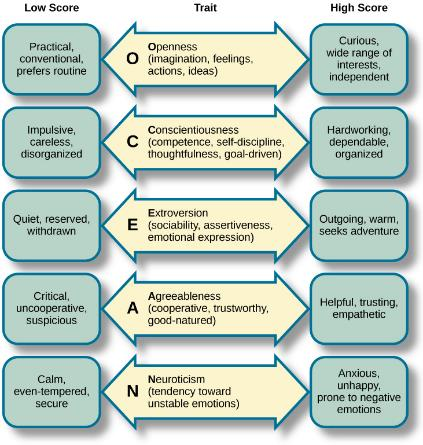 Low Score
Trait
High Score
Practical,
conventional,
prefers routine
O
Openness
(imagination, feelings,
actions, ideas)
Curious,
wide range of
interests,
independent
Impulsive,
careless,
disorganized
C
Conscientiousness
(competence, self-discipline,
thoughtfulness, goal-driven)
Hardworking,
dependable,
organized
Quiet, reserved,
withdrawn
E
Extroversion
(sociability, assertiveness,
emotional expression)
Outgoing, warm,
seeks adventure
Critical,
uncooperative,
suspicious
A
Agreeableness
(cooperative, trustworthy,
good-natured)
Helpful, trusting,
empathetic
Calm,
even-tempered,
secure
N
Neuroticism
(tendency toward
unstable emotions)
Anxious,
unhappy,
prone to negative
emotions